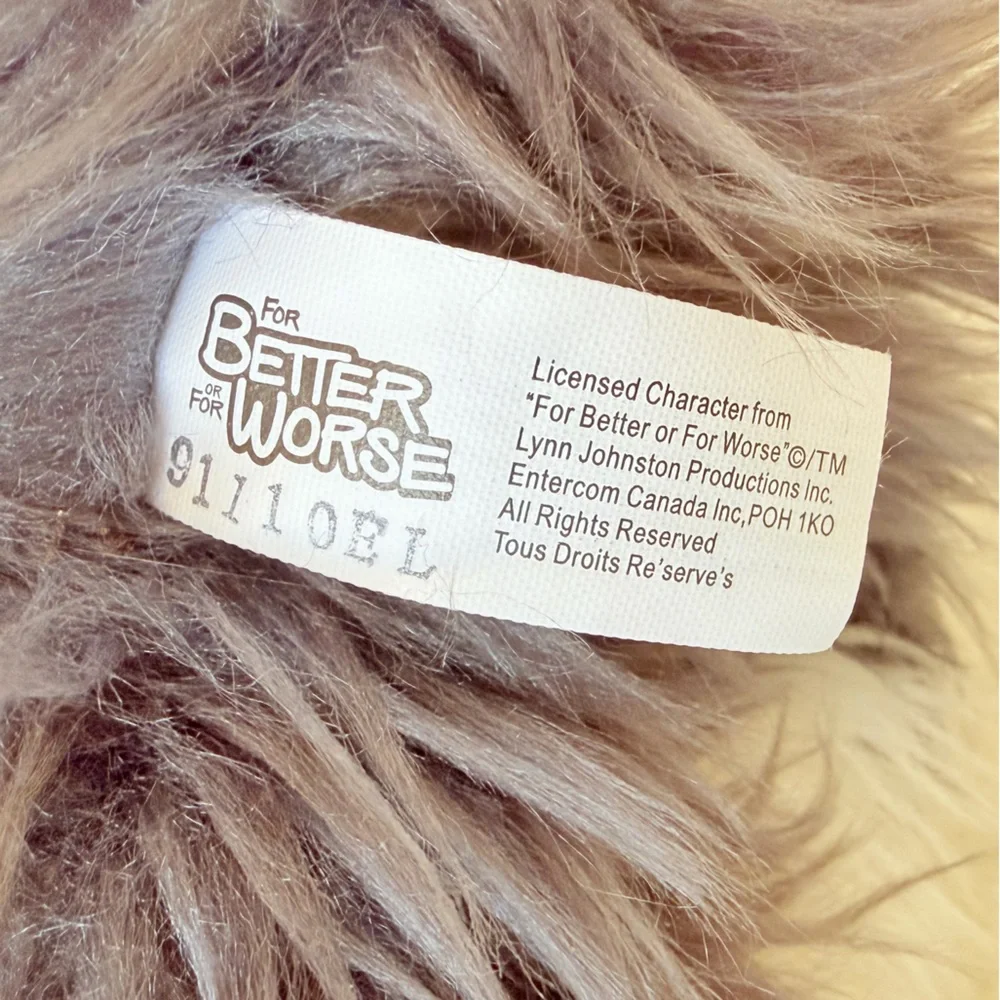 FOR
BETTER
OR
FOR
WORSE
91110EL
Licensed Character from
"For Better or For Worse"©/TM
Lynn Johnston Productions Inc.
Entercom Canada Inc,POH 1KO
All Rights Reserved
Tous Droits Re'serve's